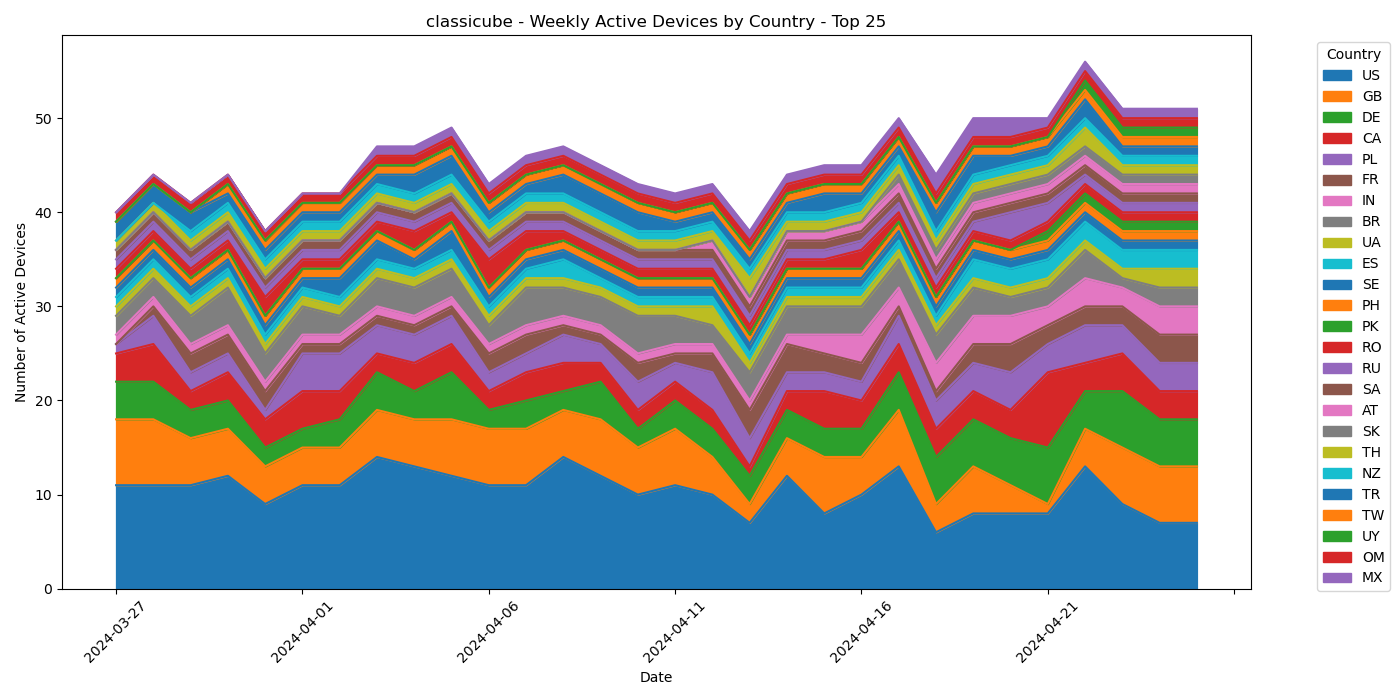 classicube - Weekly Active Devices by Country - Top 25
Number of Active Devices
50
40
30
20
10
0
2024-03-27
2024-04-01
2024-04-06
2024-04-11
2024-04-16
2024-04-21
Date
Country
US
GB
DE
CA
PL
FR
IN
BR
UA
ES
SE
PH
PK
RO
RU
SA
AT
SK
TH
NZ
TR
TW
UY
OM
MX